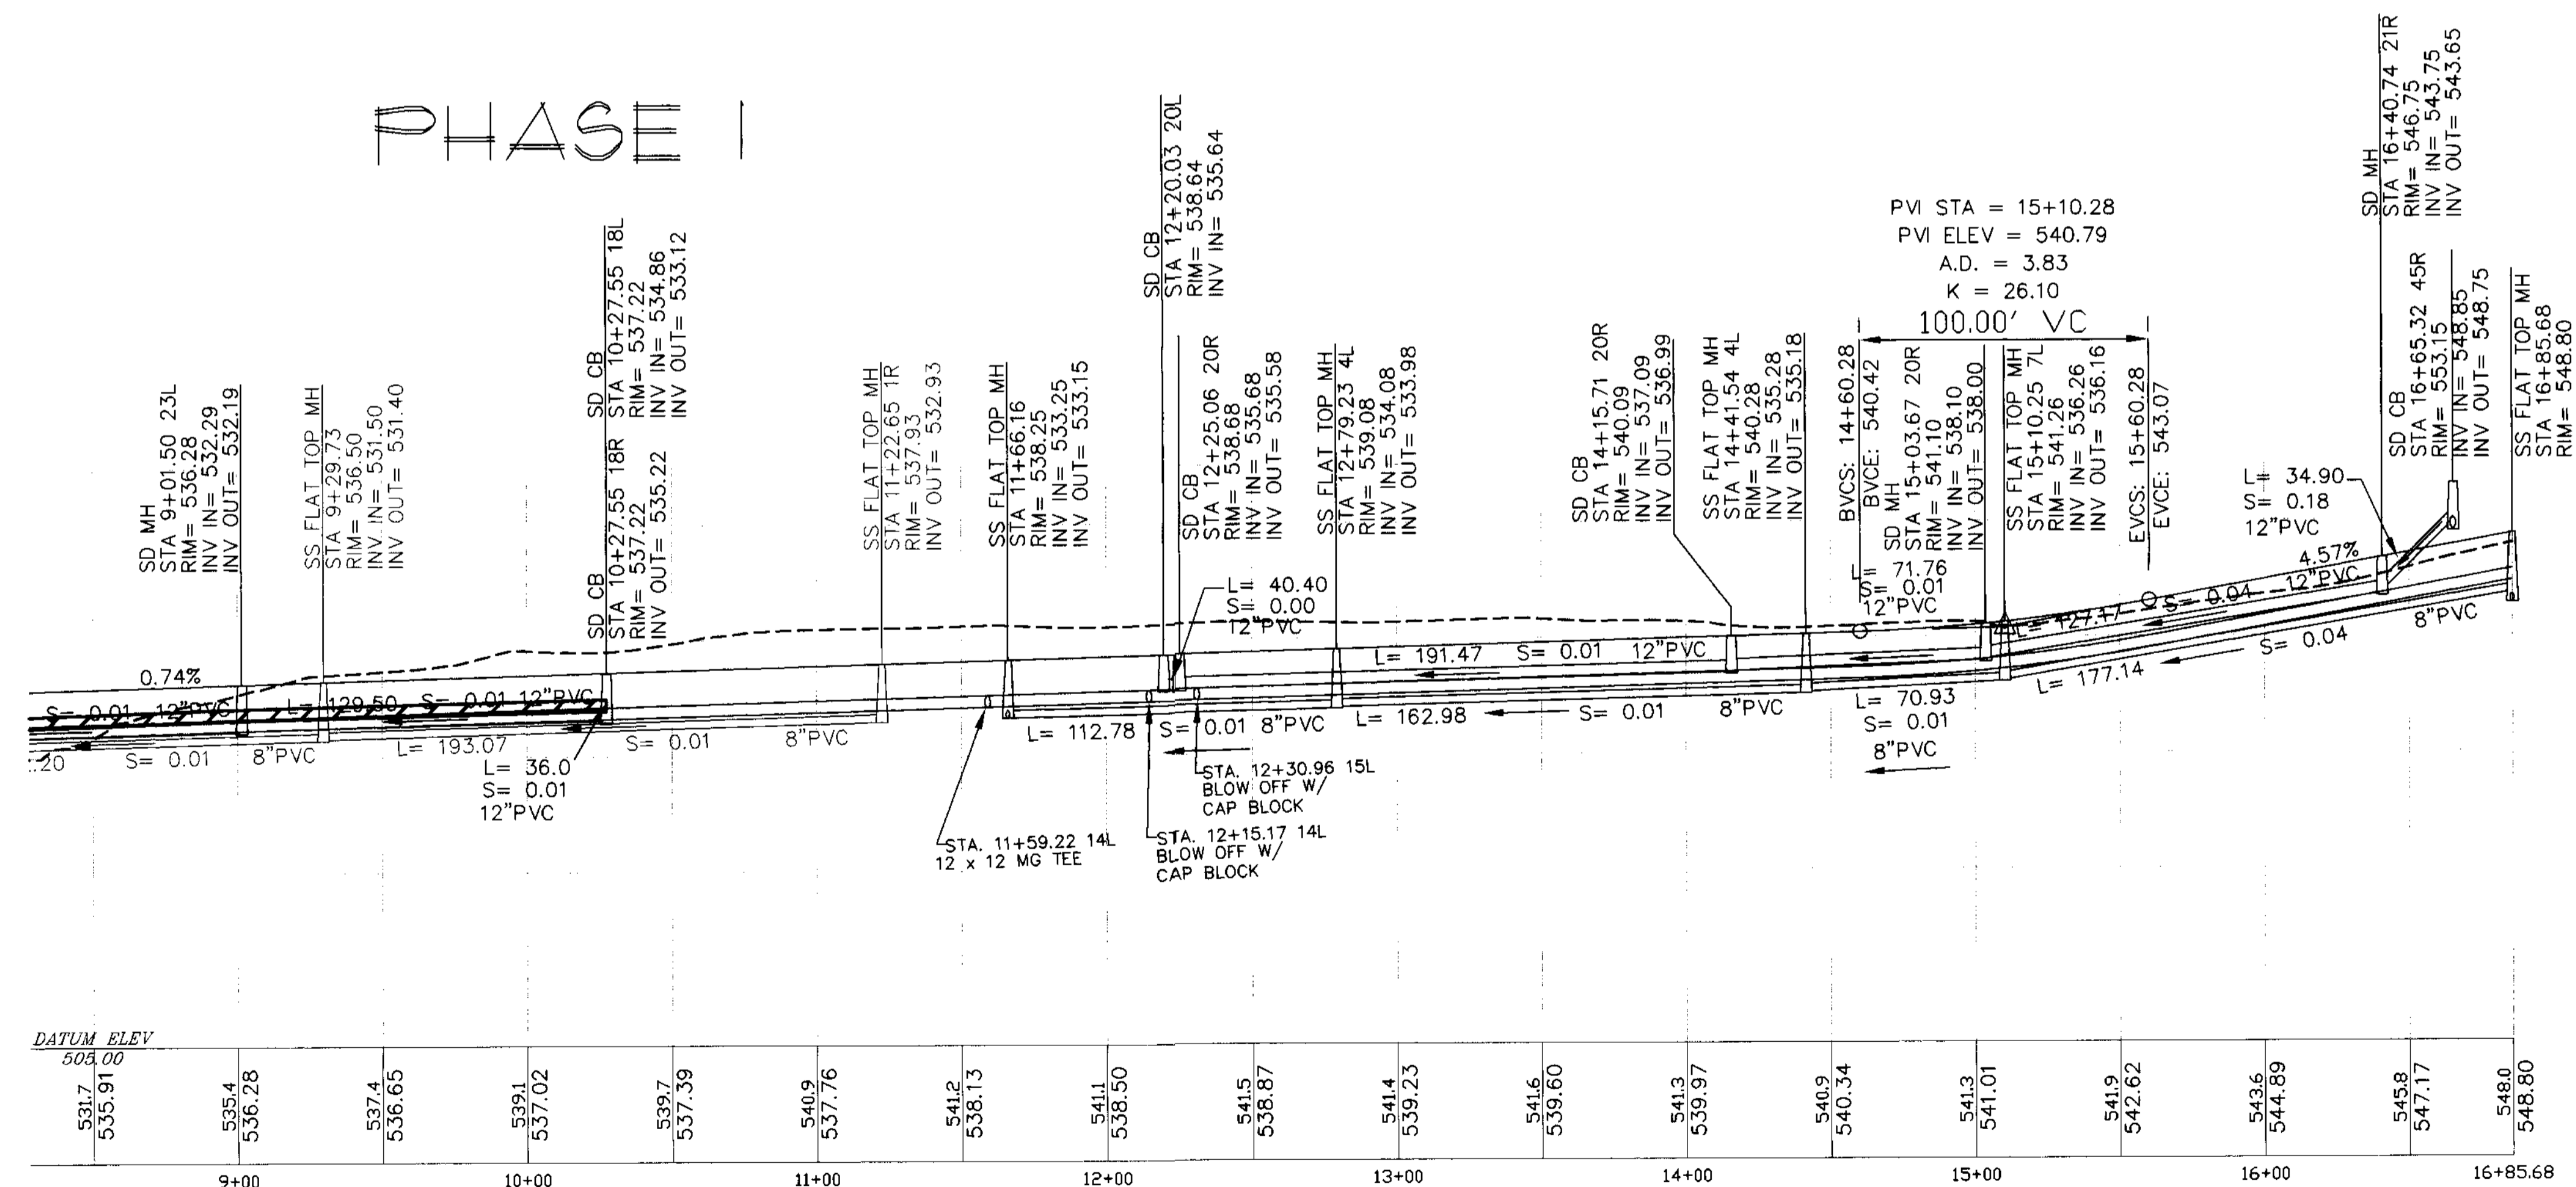 PHASE I
SD MH
STA 9+01.50 23L
RIM= 536.28
INV IN= 532.29
INV OUT= 532.19
SS FLAT TOP MH
STA 9+29.73
RIM= 536.50
INV IN= 531.50
INV OUT= 531.40
SD CB
STA 10+27.55 18R
RIM= 537.22
INV OUT= 535.22
SD CB
STA 10+27.55 18L
RIM= 537.22
INV IN= 534.86
INV OUT= 533.12
SS FLAT TOP MH
STA 11+22.65 1R
RIM= 537.93
INV OUT= 532.93
SS FLAT TOP MH
STA 11+66.16
RIM= 538.25
INV IN= 533.25
INV OUT= 533.15
SD CB
STA 12+20.03 20L
RIM= 538.64
INV IN= 535.64
SD CB
STA 12+25.06 20R
RIM= 538.68
INV IN= 535.68
INV OUT= 535.58
SS FLAT TOP MH
STA 12+79.23 4L
RIM= 539.08
INV IN= 534.08
INV OUT= 533.98
SD CB
STA 14+15.71 20R
RIM= 540.09
INV IN= 537.09
INV OUT= 536.99
SS FLAT TOP MH
STA 14+41.54 4L
RIM= 540.28
INV IN= 535.28
INV OUT= 535.18
PVI STA = 15+10.28
PVI ELEV = 540.79
A.D. = 3.83
K = 26.10
100.00' VC
BVCS: 14+60.28
BVCE: 540.42
SD MH
STA 15+03.67 20R
RIM= 541.10
INV IN= 538.10
INV OUT= 538.00
SS FLAT TOP MH
STA 15+10.25 7L
RIM= 541.26
INV IN= 536.26
INV OUT= 536.16
EVCS: 15+60.28
EVCE: 543.07
SD MH
STA 16+40.74 21R
RIM= 546.75
INV IN= 543.75
INV OUT= 543.65
SD CB
STA 16+65.32 45R
RIM= 553.15
INV IN= 548.85
INV OUT= 548.75
SS FLAT TOP MH
STA 16+85.68
RIM= 548.80
L= 34.90
S= 0.18
12"PVC
4.57%
12"PVC
L= 127.17
S= 0.04
8"PVC
S= 0.04
L= 177.14
L= 71.76
S= 0.01
12"PVC
L= 70.93
S= 0.01
8"PVC
L= 40.40
S= 0.00
12"PVC
L= 191.47 S= 0.01 12"PVC
L= 162.98 S= 0.01 8"PVC
L= 112.78 S= 0.01 8"PVC
0.74%
S= 0.01 12"PVC
L= 129.50 S= 0.01 12"PVC
.20 S= 0.01 8"PVC
L= 193.07 S= 0.01 8"PVC
L= 36.0
S= 0.01
12"PVC
STA. 11+59.22 14L
12 x 12 MG TEE
STA. 12+15.17 14L
BLOW OFF W/
CAP BLOCK
STA. 12+30.96 15L
BLOW OFF W/
CAP BLOCK
DATUM ELEV
505.00
531.7 535.4 537.4 539.1 539.7 540.9 541.2 541.1 541.5 541.4 541.6 541.3 540.9 541.3 541.9 543.6 545.8 548.0
535.91 536.28 536.65 537.02 537.39 537.76 538.13 538.50 538.87 539.23 539.60 539.97 540.34 541.01 542.62 544.89 547.17 548.80
9+00 10+00 11+00 12+00 13+00 14+00 15+00 16+00 16+85.68